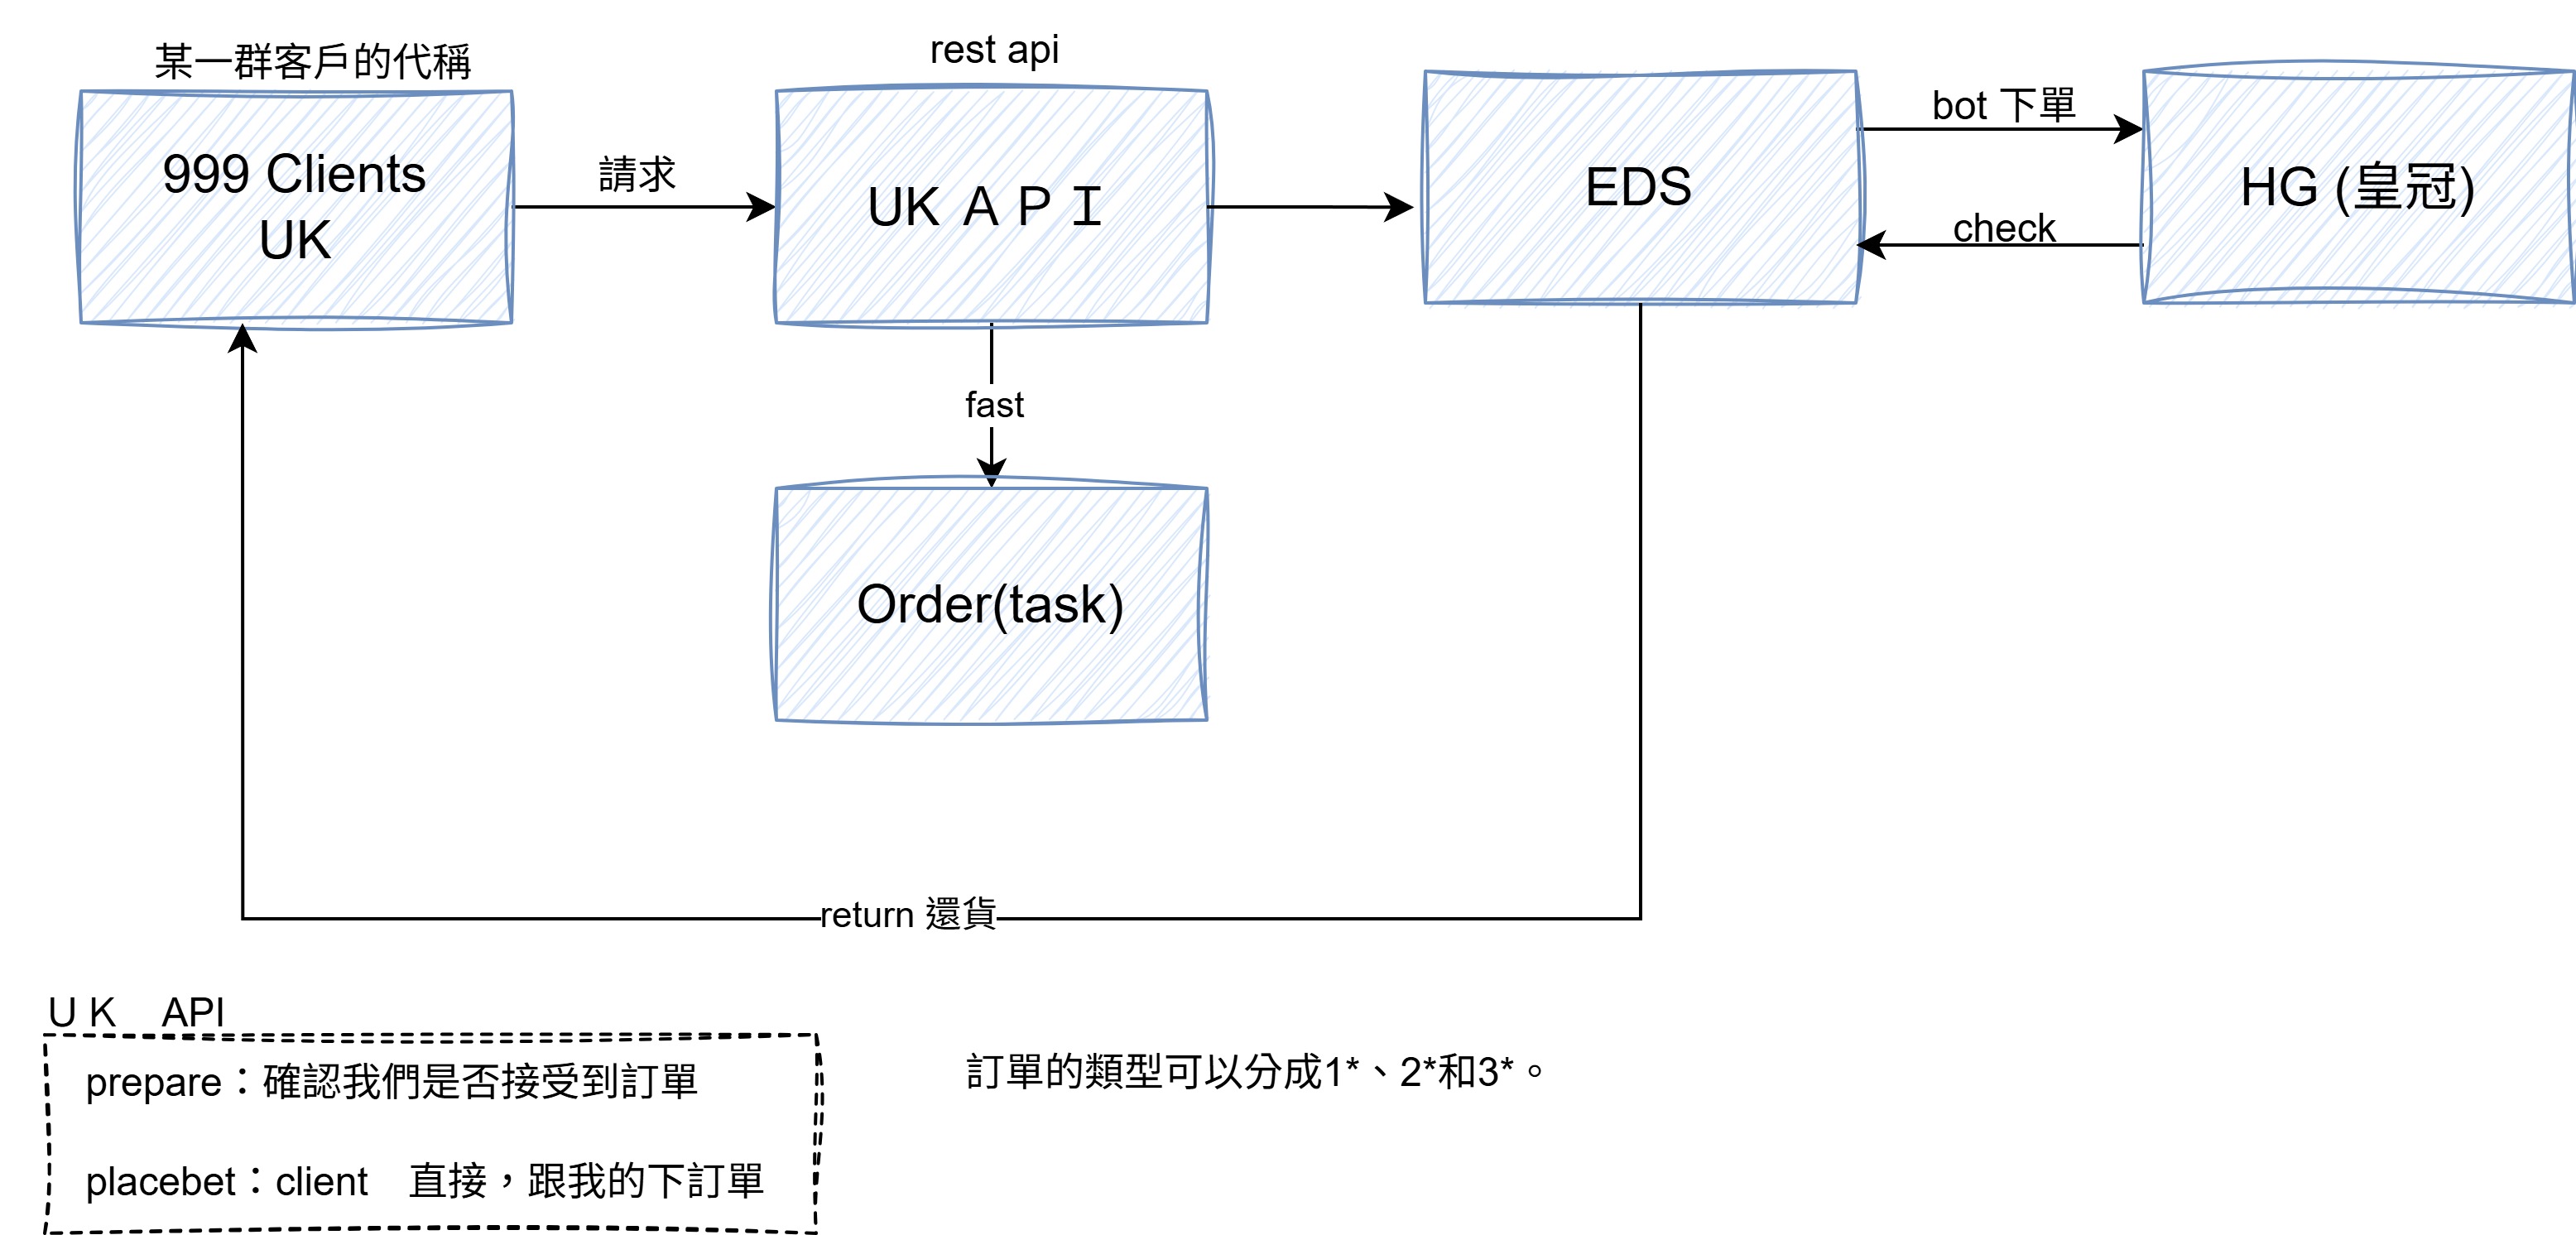 某一群客戶的代稱
rest api
999 Clients
UK
請求
UK ＡＰＩ
EDS
bot 下單
check
HG (皇冠)
fast
Order(task)
return 還貨
U K　API
prepare：確認我們是否接受到訂單
placebet：client　直接，跟我的下訂單
訂單的類型可以分成1*、2*和3*。